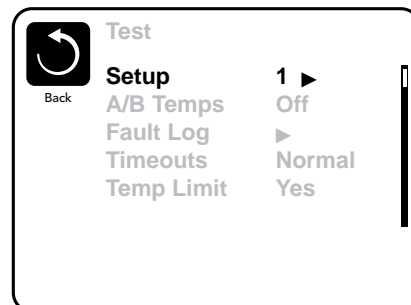 Test
Back
Setup 1 ▶
A/B Temps Off
Fault Log ▶
Timeouts Normal
Temp Limit Yes